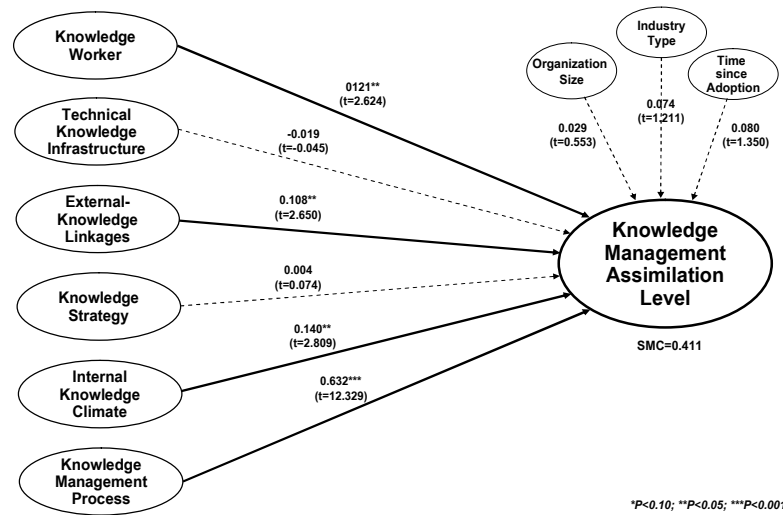 Knowledge
Worker
Technical
Knowledge
Infrastructure
External-
Knowledge
Linkages
Knowledge
Strategy
Internal
Knowledge
Climate
Knowledge
Management
Process
0121**
(t=2.624)
-0.019
(t=-0.045)
0.108**
(t=2.650)
0.004
(t=0.074)
0.140**
(t=2.809)
0.632***
(t=12.329)
Organization
Size
Industry
Type
Time
since
Adoption
0.029
(t=0.553)
0.074
(t=1.211)
0.080
(t=1.350)
Knowledge
Management
Assimilation
Level
SMC=0.411
*P<0.10; **P<0.05; ***P<0.001